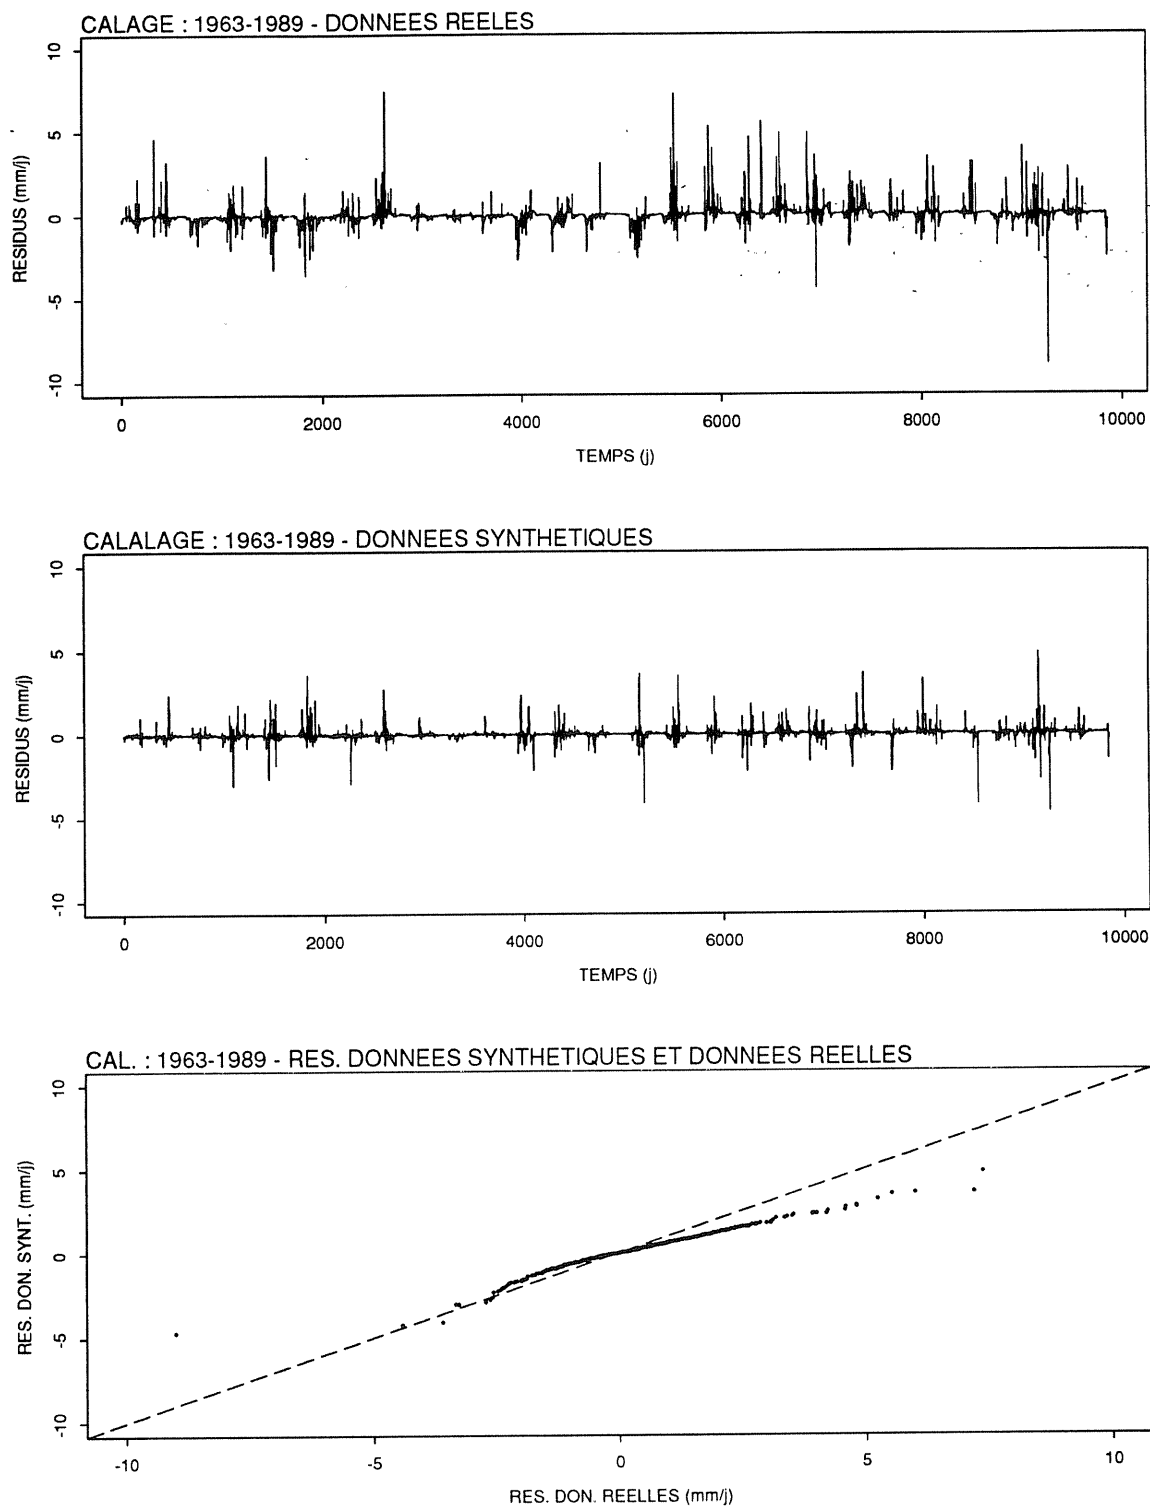 CALAGE : 1963-1989 - DONNEES REELES
10
5
0
-5
-10
RESIDUS (mm/j)
0 2000 4000 6000 8000 10000
TEMPS (j)
CALALAGE : 1963-1989 - DONNEES SYNTHETIQUES
10
5
0
-5
-10
RESIDUS (mm/j)
0 2000 4000 6000 8000 10000
TEMPS (j)
CAL. : 1963-1989 - RES. DONNEES SYNTHETIQUES ET DONNEES REELLES
10
5
0
-5
-10
RES. DON. SYNT. (mm/j)
-10 -5 0 5 10
RES. DON. REELLES (mm/j)